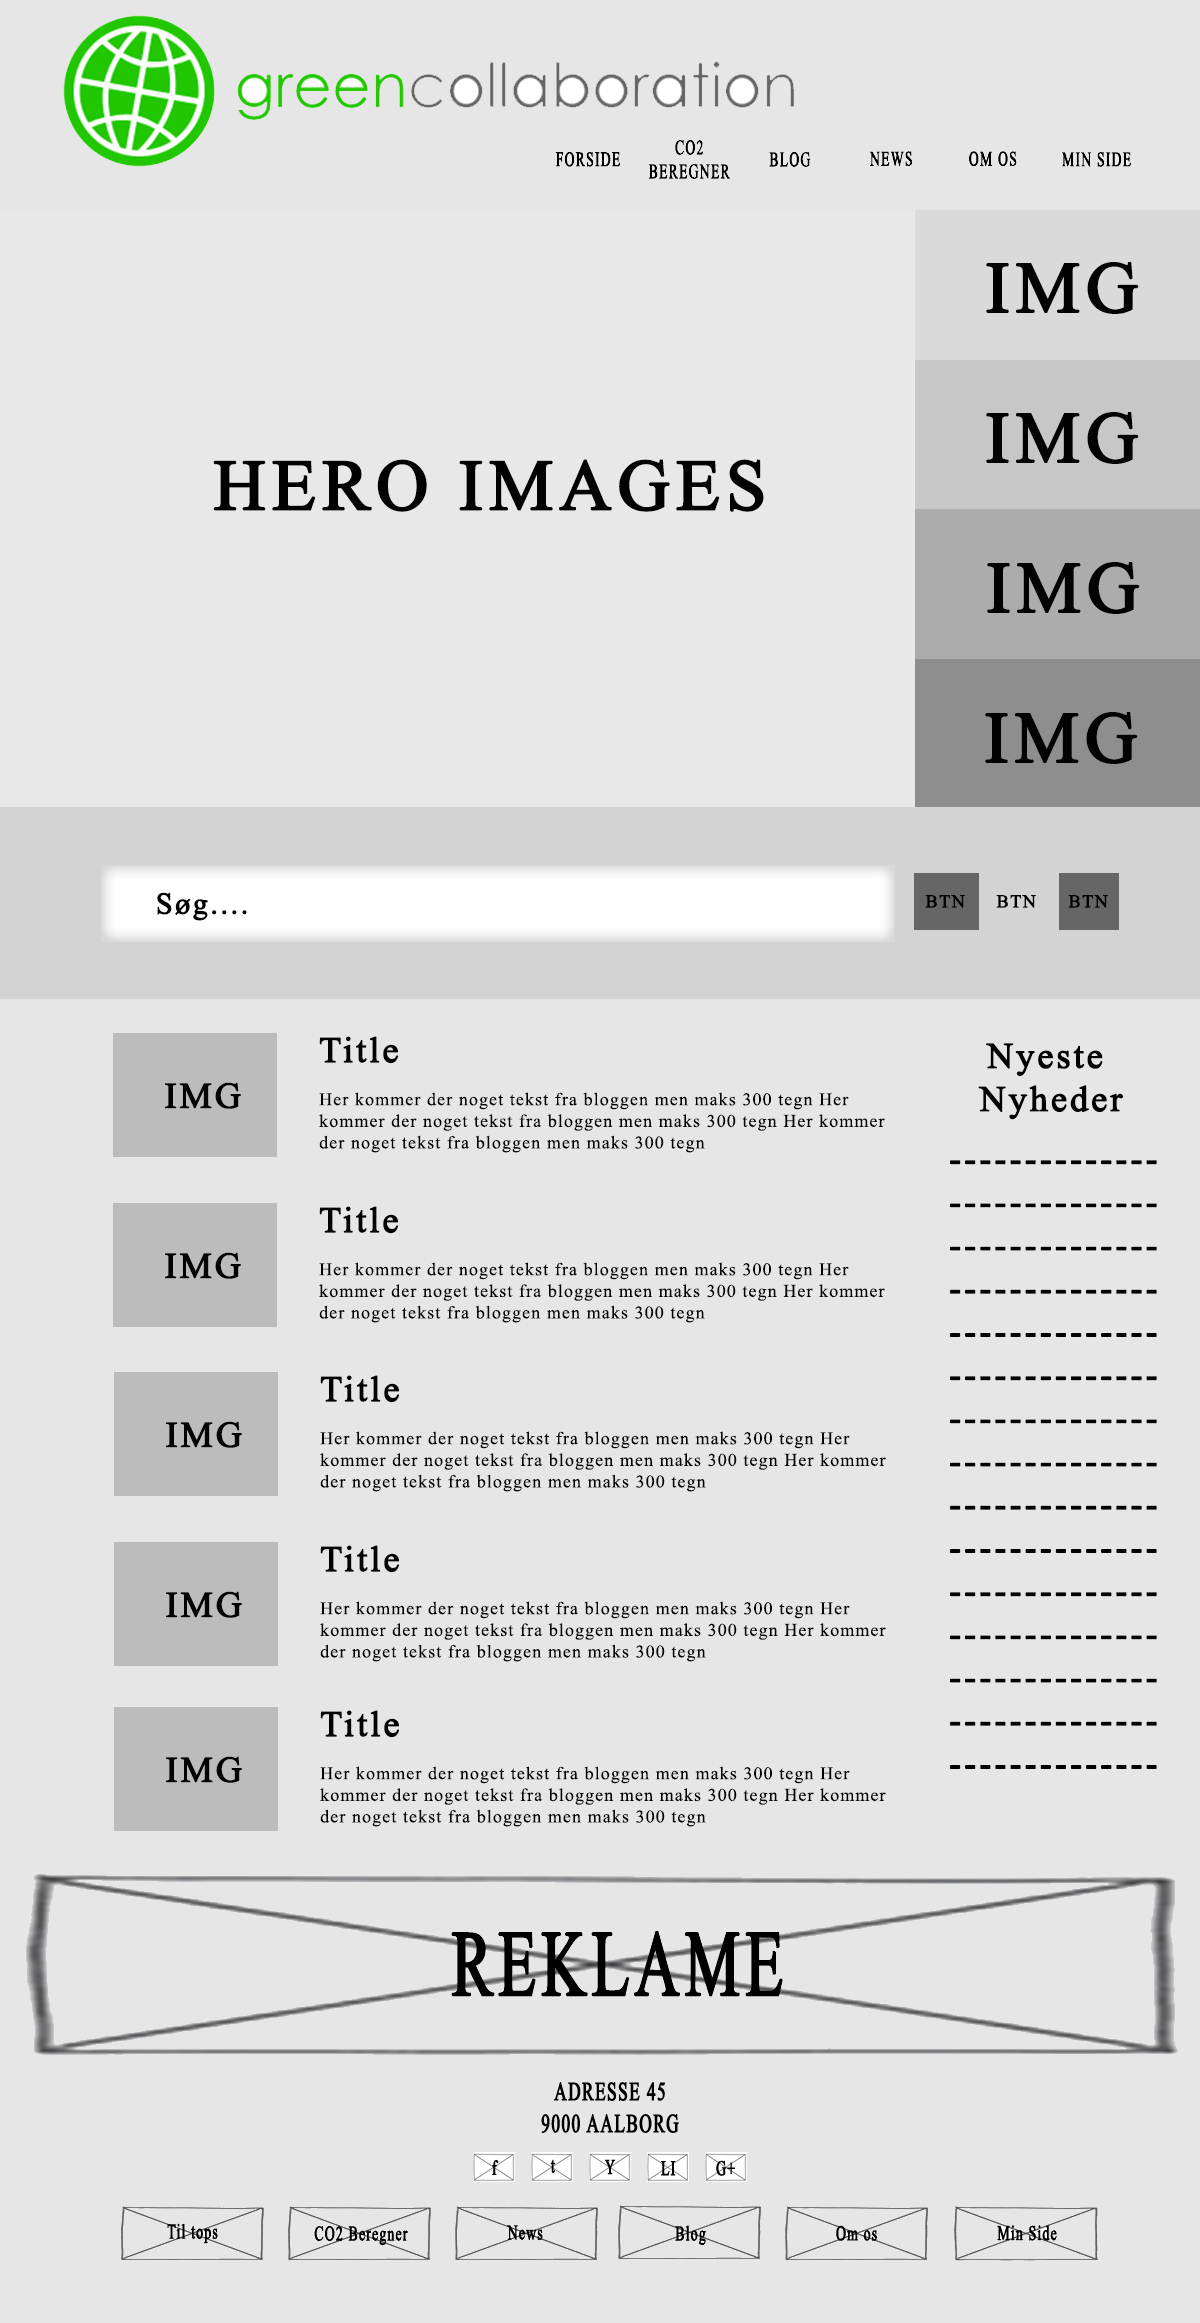 greencollaboration
FORSIDE
CO2
BEREGNER
BLOG
NEWS
OM OS
MIN SIDE
HERO IMAGES
IMG
IMG
IMG
IMG
Søg....
BTN
BTN
BTN
IMG
Title
Her kommer der noget tekst fra bloggen men maks 300 tegn Her
kommer der noget tekst fra bloggen men maks 300 tegn Her kommer
der noget tekst fra bloggen men maks 300 tegn
IMG
Title
Her kommer der noget tekst fra bloggen men maks 300 tegn Her
kommer der noget tekst fra bloggen men maks 300 tegn Her kommer
der noget tekst fra bloggen men maks 300 tegn
IMG
Title
Her kommer der noget tekst fra bloggen men maks 300 tegn Her
kommer der noget tekst fra bloggen men maks 300 tegn Her kommer
der noget tekst fra bloggen men maks 300 tegn
IMG
Title
Her kommer der noget tekst fra bloggen men maks 300 tegn Her
kommer der noget tekst fra bloggen men maks 300 tegn Her kommer
der noget tekst fra bloggen men maks 300 tegn
IMG
Title
Her kommer der noget tekst fra bloggen men maks 300 tegn Her
kommer der noget tekst fra bloggen men maks 300 tegn Her kommer
der noget tekst fra bloggen men maks 300 tegn
Nyeste
Nyheder
REKLAME
ADRESSE 45
9000 AALBORG
f
t
Y
LI
G+
Til tops
CO2 Beregner
News
Blog
Om os
Min Side